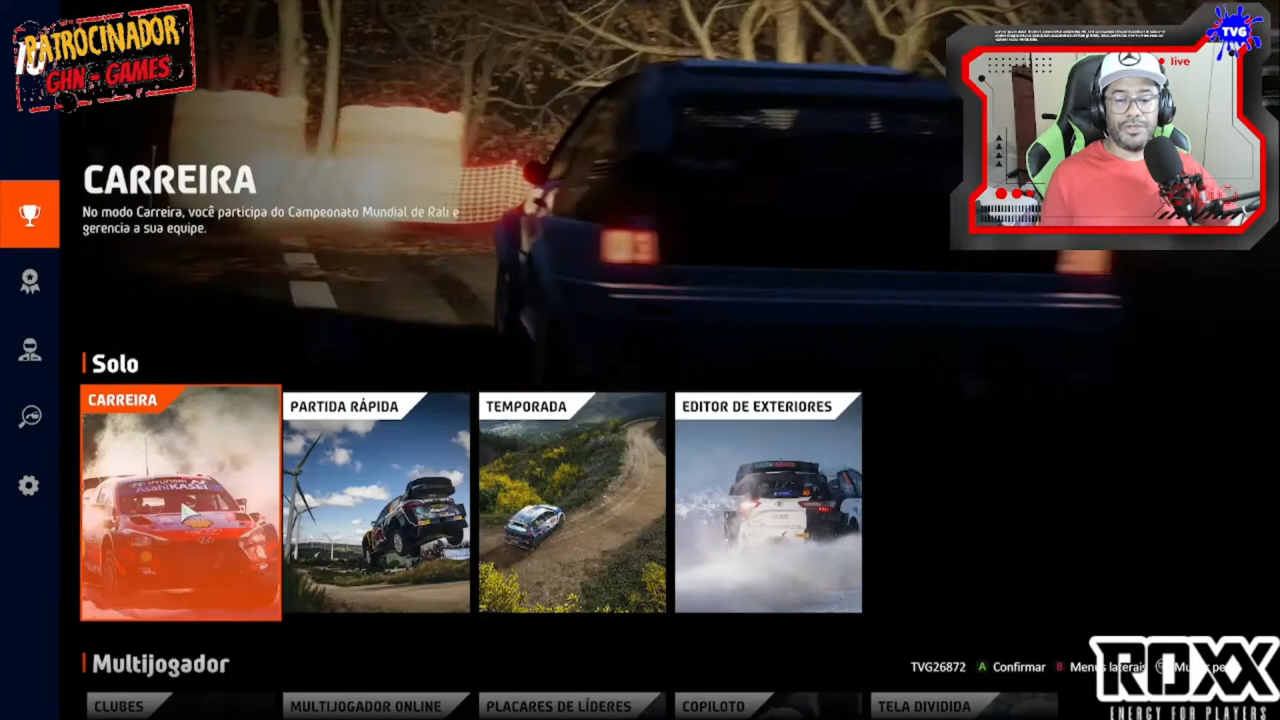 PATROCINADOR
GHN - GAMES
TVG
live
CARREIRA
No modo Carreira, você participa do Campeonato Mundial de Rali e
gerencia a sua equipe.
Solo
CARREIRA
PARTIDA RÁPIDA
TEMPORADA
EDITOR DE EXTERIORES
HYUNDAI
AsahiKASEI
Multijogador
TVG26872 A Confirmar B Menus laterais
ROXX
ENERGY FOR PLAYERS
CLUBES
MULTIJOGADOR ONLINE
PLACARES DE LÍDERES
COPILOTO
TELA DIVIDIDA